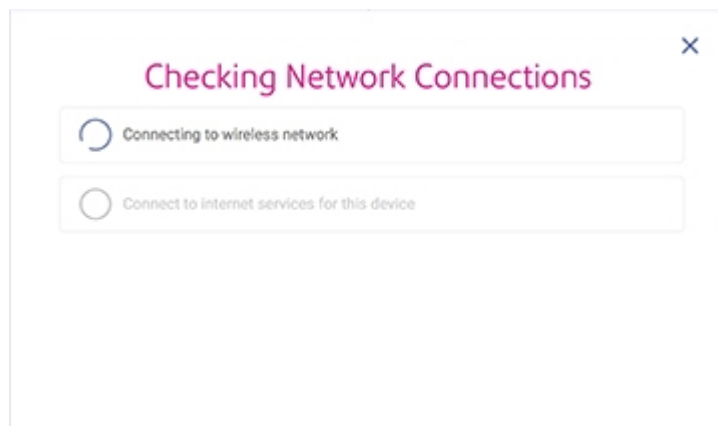 Checking Network Connections
Connecting to wireless network
Connect to internet services for this device